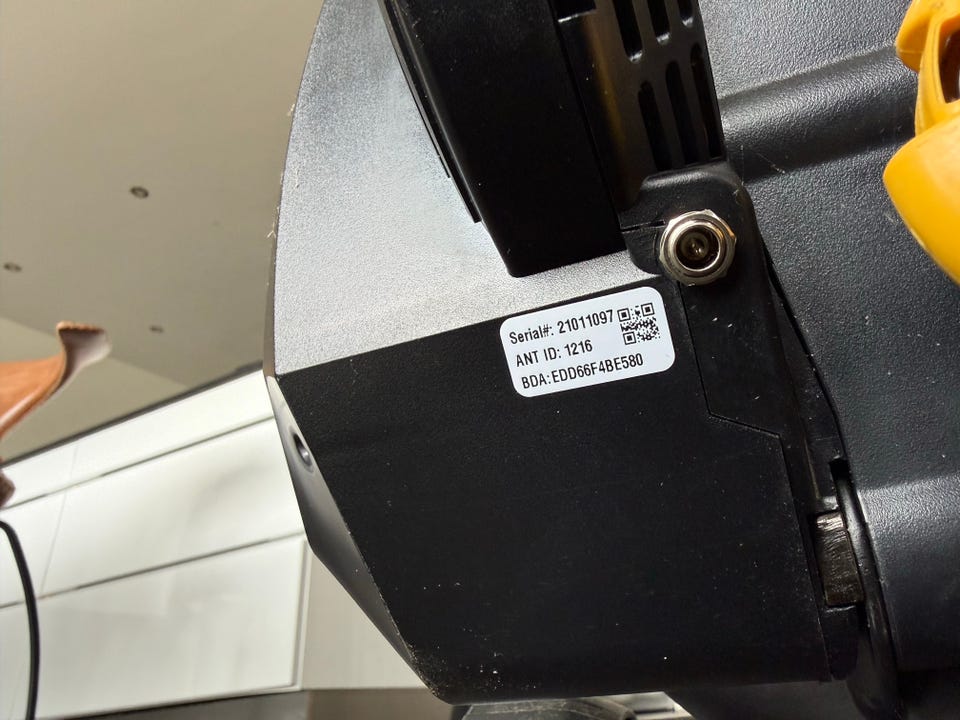 Serial#: 21011097
ANT ID: 1216
BDA:EDD66F4BE580